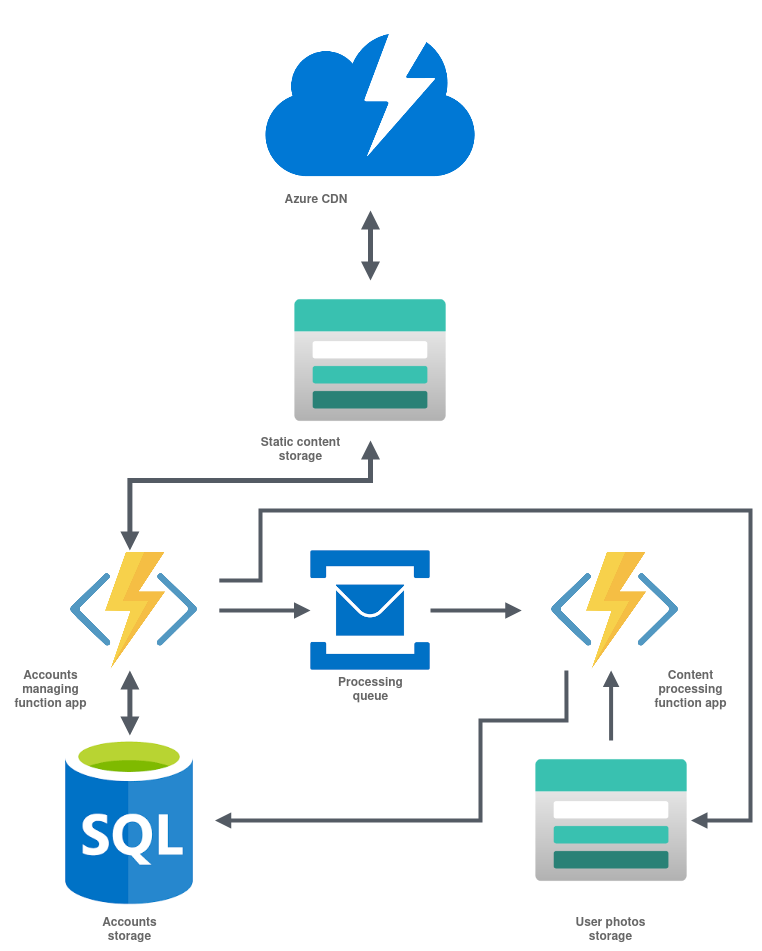 Azure CDN
Static content
storage
Accounts
managing
function app
Processing
queue
Content
processing
function app
SQL
Accounts
storage
User photos
storage